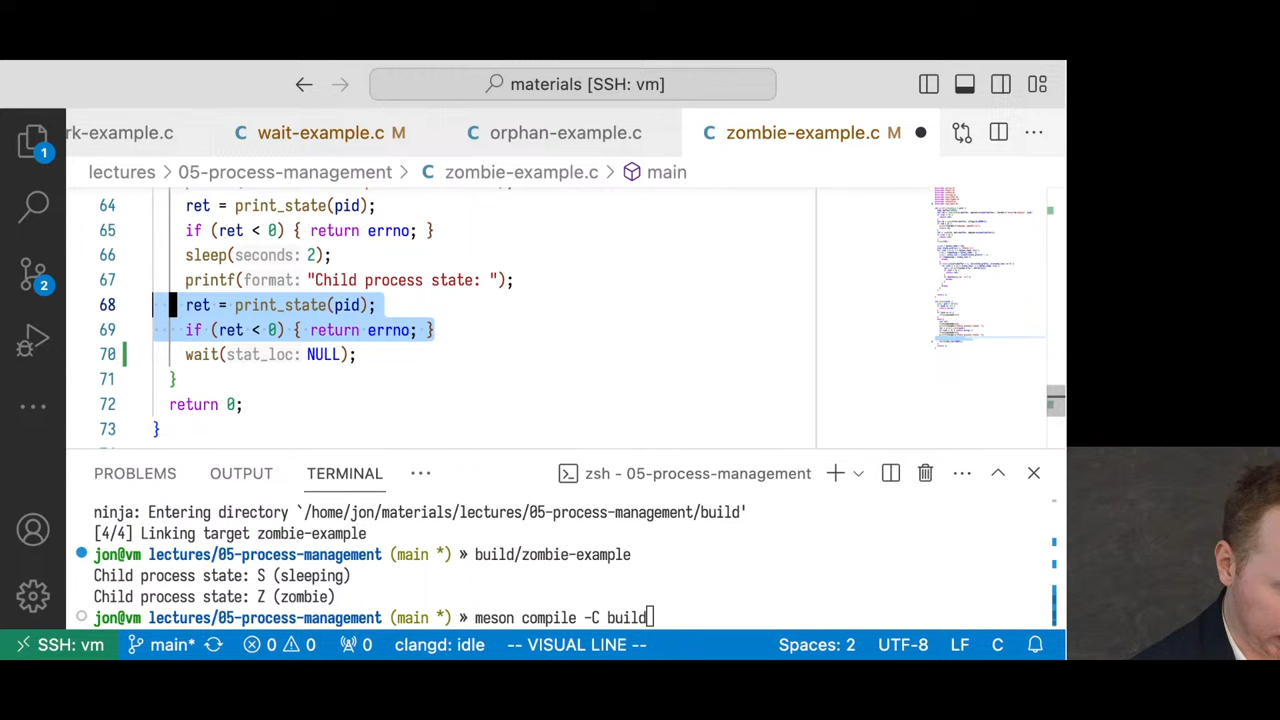 materials [SSH: vm]
rk-example.c
C wait-example.c M
C orphan-example.c
C zombie-example.c M
lectures > 05-process-management > C zombie-example.c > main
64 ret = print_state(pid);
65 if (ret < 0) { return errno; }
66 sleep(seconds: 2);
67 printf(format: "Child process state: ");
68 ret = print_state(pid);
69 if (ret < 0) { return errno; }
70 wait(stat_loc: NULL);
71 }
72 return 0;
73 }
1
2
PROBLEMS OUTPUT TERMINAL ··· zsh - 05-process-management
ninja: Entering directory `/home/jon/materials/lectures/05-process-management/build'
[4/4] Linking target zombie-example
jon@vm lectures/05-process-management (main *) » build/zombie-example
Child process state: S (sleeping)
Child process state: Z (zombie)
jon@vm lectures/05-process-management (main *) » meson compile -C build
SSH: vm main* 0 0 0 clangd: idle -- VISUAL LINE -- Spaces: 2 UTF-8 LF C